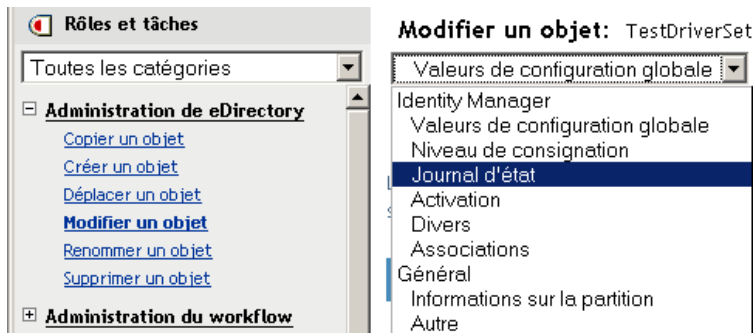 Rôles et tâches
Toutes les catégories
Administration de eDirectory
Copier un objet
Créer un objet
Déplacer un objet
Modifier un objet
Renommer un objet
Supprimer un objet
Administration du workflow
Modifier un objet: TestDriverSet
Valeurs de configuration globale
Identity Manager
Valeurs de configuration globale
Niveau de consignation
Journal d'état
Activation
Divers
Associations
Général
Informations sur la partition
Autre